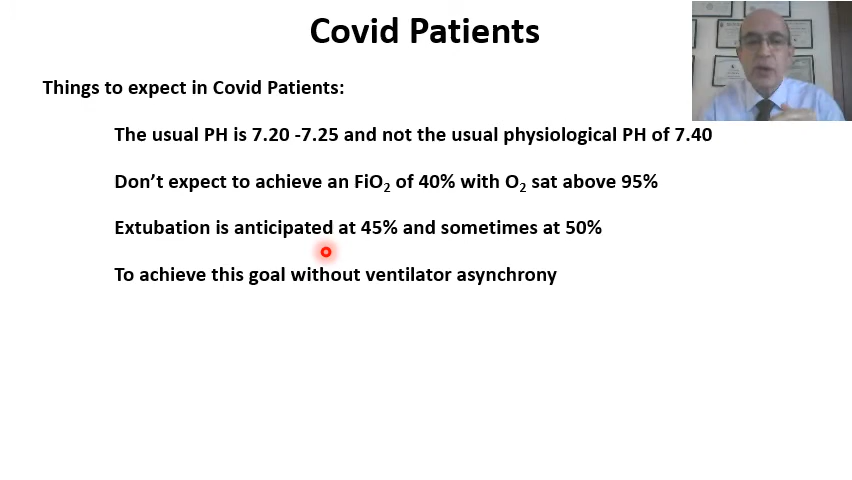 Covid Patients
Things to expect in Covid Patients:
The usual PH is 7.20 -7.25 and not the usual physiological PH of 7.40
Don’t expect to achieve an FiO₂ of 40% with O₂ sat above 95%
Extubation is anticipated at 45% and sometimes at 50%
To achieve this goal without ventilator asynchrony